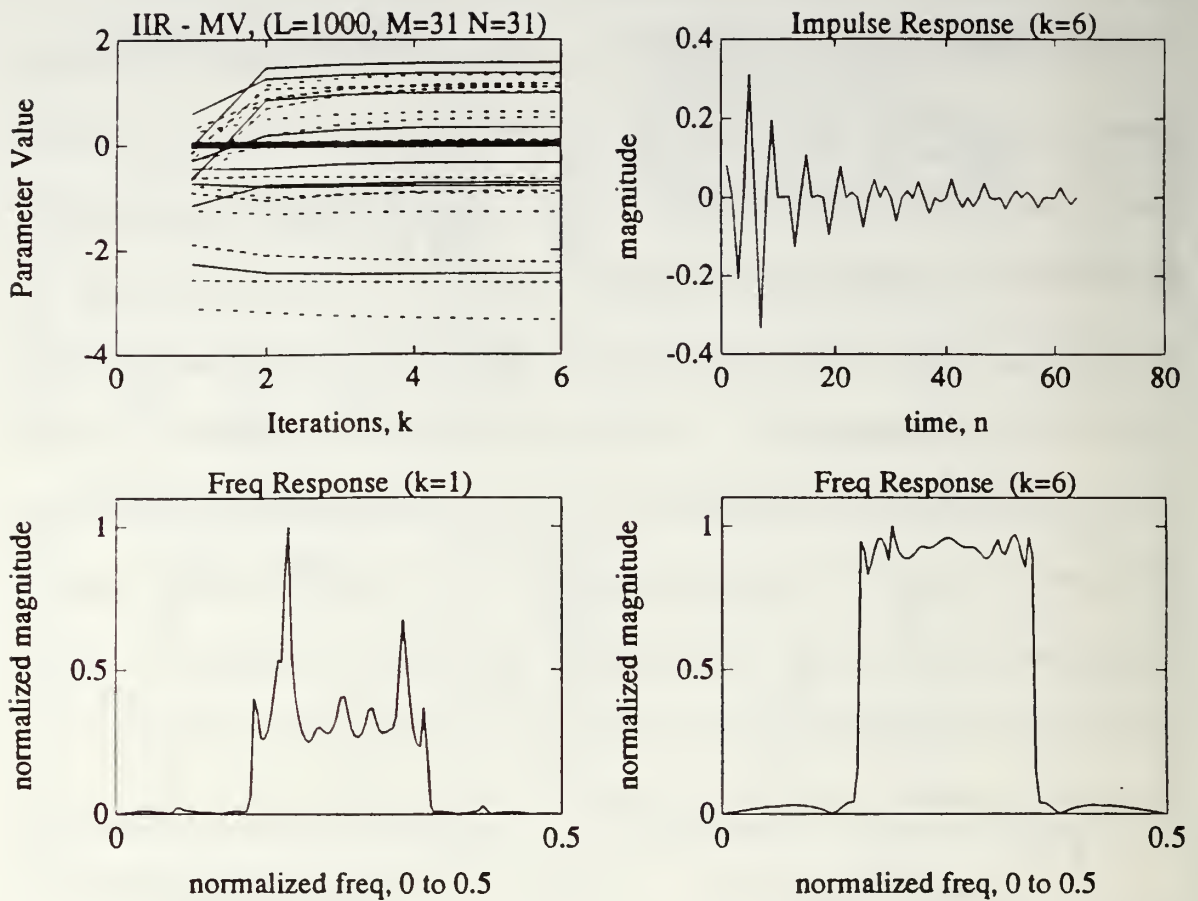 IIR - MV, (L=1000, M=31 N=31)
2
0
-2
-4
Parameter Value
0
2
4
6
Iterations, k
Impulse Response (k=6)
0.4
0.2
0
-0.2
-0.4
magnitude
0
20
40
60
80
time, n
Freq Response (k=1)
1
0.5
0
normalized magnitude
0
0.5
normalized freq, 0 to 0.5
Freq Response (k=6)
1
0.5
0
normalized magnitude
0
0.5
normalized freq, 0 to 0.5